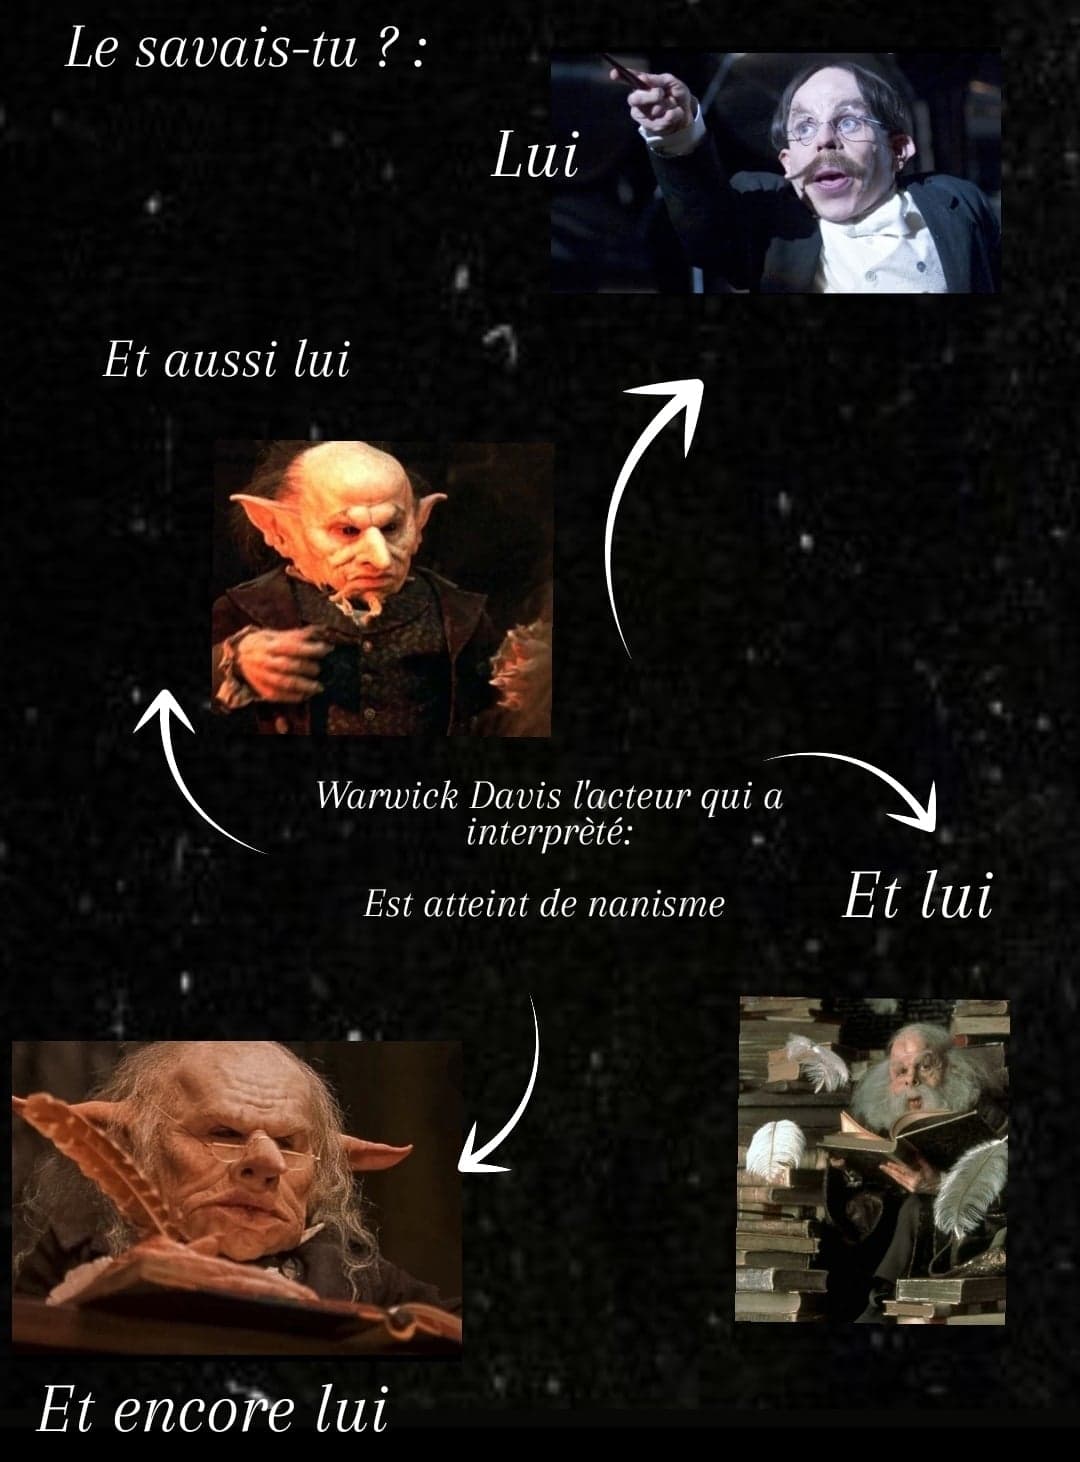 Le savais-tu ? :
Lui
Et aussi lui
Warwick Davis l'acteur qui a
interprèté:
Est atteint de nanisme
Et lui
Et encore lui